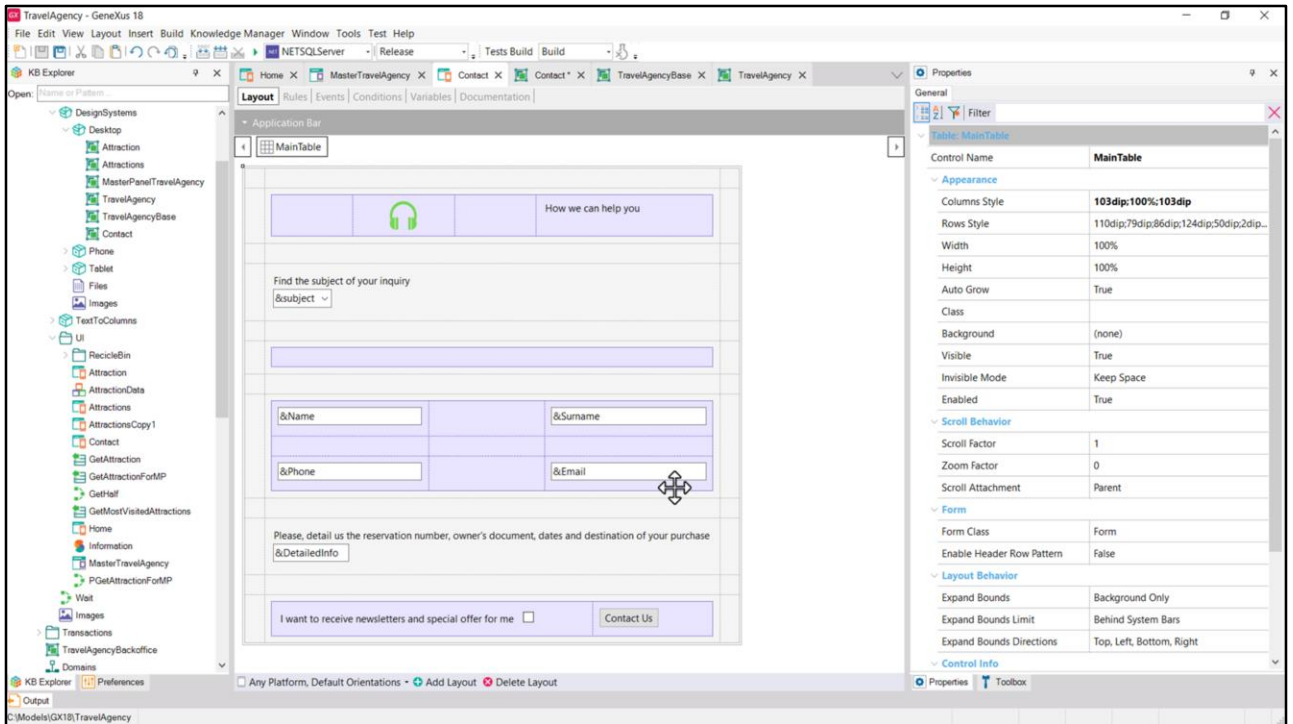 TravelAgency - GeneXus 18
File Edit View Layout Insert Build Knowledge Manager Window Tools Test Help
NETSQLServer Release Tests Build Build
KB Explorer
Open: Name or Pattern...
DesignSystems
Desktop
Attraction
Attractions
MasterPanelTravelAgency
TravelAgency
TravelAgencyBase
Contact
Phone
Tablet
Files
Images
TextToColumns
UI
RecicleBin
Attraction
AttractionData
Attractions
AttractionsCopy1
Contact
GetAttraction
GetAttractionForMP
GetHalf
GetMostVisitedAttractions
Home
Information
MasterTravelAgency
PGetAttractionForMP
Wait
Images
Transactions
TravelAgencyBackoffice
Domains
KB Explorer Preferences
Output
C:\Models\GX18\TravelAgency
Home X MasterTravelAgency X Contact X Contact* X TravelAgencyBase X TravelAgency X
Layout Rules Events Conditions Variables Documentation
Application Bar
MainTable
How we can help you
Find the subject of your inquiry
&subject
&Name &Surname
&Phone &Email
Please, detail us the reservation number, owner's document, dates and destination of your purchase
&DetailedInfo
I want to receive newsletters and special offer for me Contact Us
Any Platform, Default Orientations Add Layout Delete Layout
Properties
General
Filter
Table: MainTable
Control Name MainTable
Appearance
Columns Style 103dip;100%;103dip
Rows Style 110dip;79dip;86dip;124dip;50dip;2dip...
Width 100%
Height 100%
Auto Grow True
Class
Background (none)
Visible True
Invisible Mode Keep Space
Enabled True
Scroll Behavior
Scroll Factor 1
Zoom Factor 0
Scroll Attachment Parent
Form
Form Class Form
Enable Header Row Pattern False
Layout Behavior
Expand Bounds Background Only
Expand Bounds Limit Behind System Bars
Expand Bounds Directions Top, Left, Bottom, Right
Control Info
Properties Toolbox